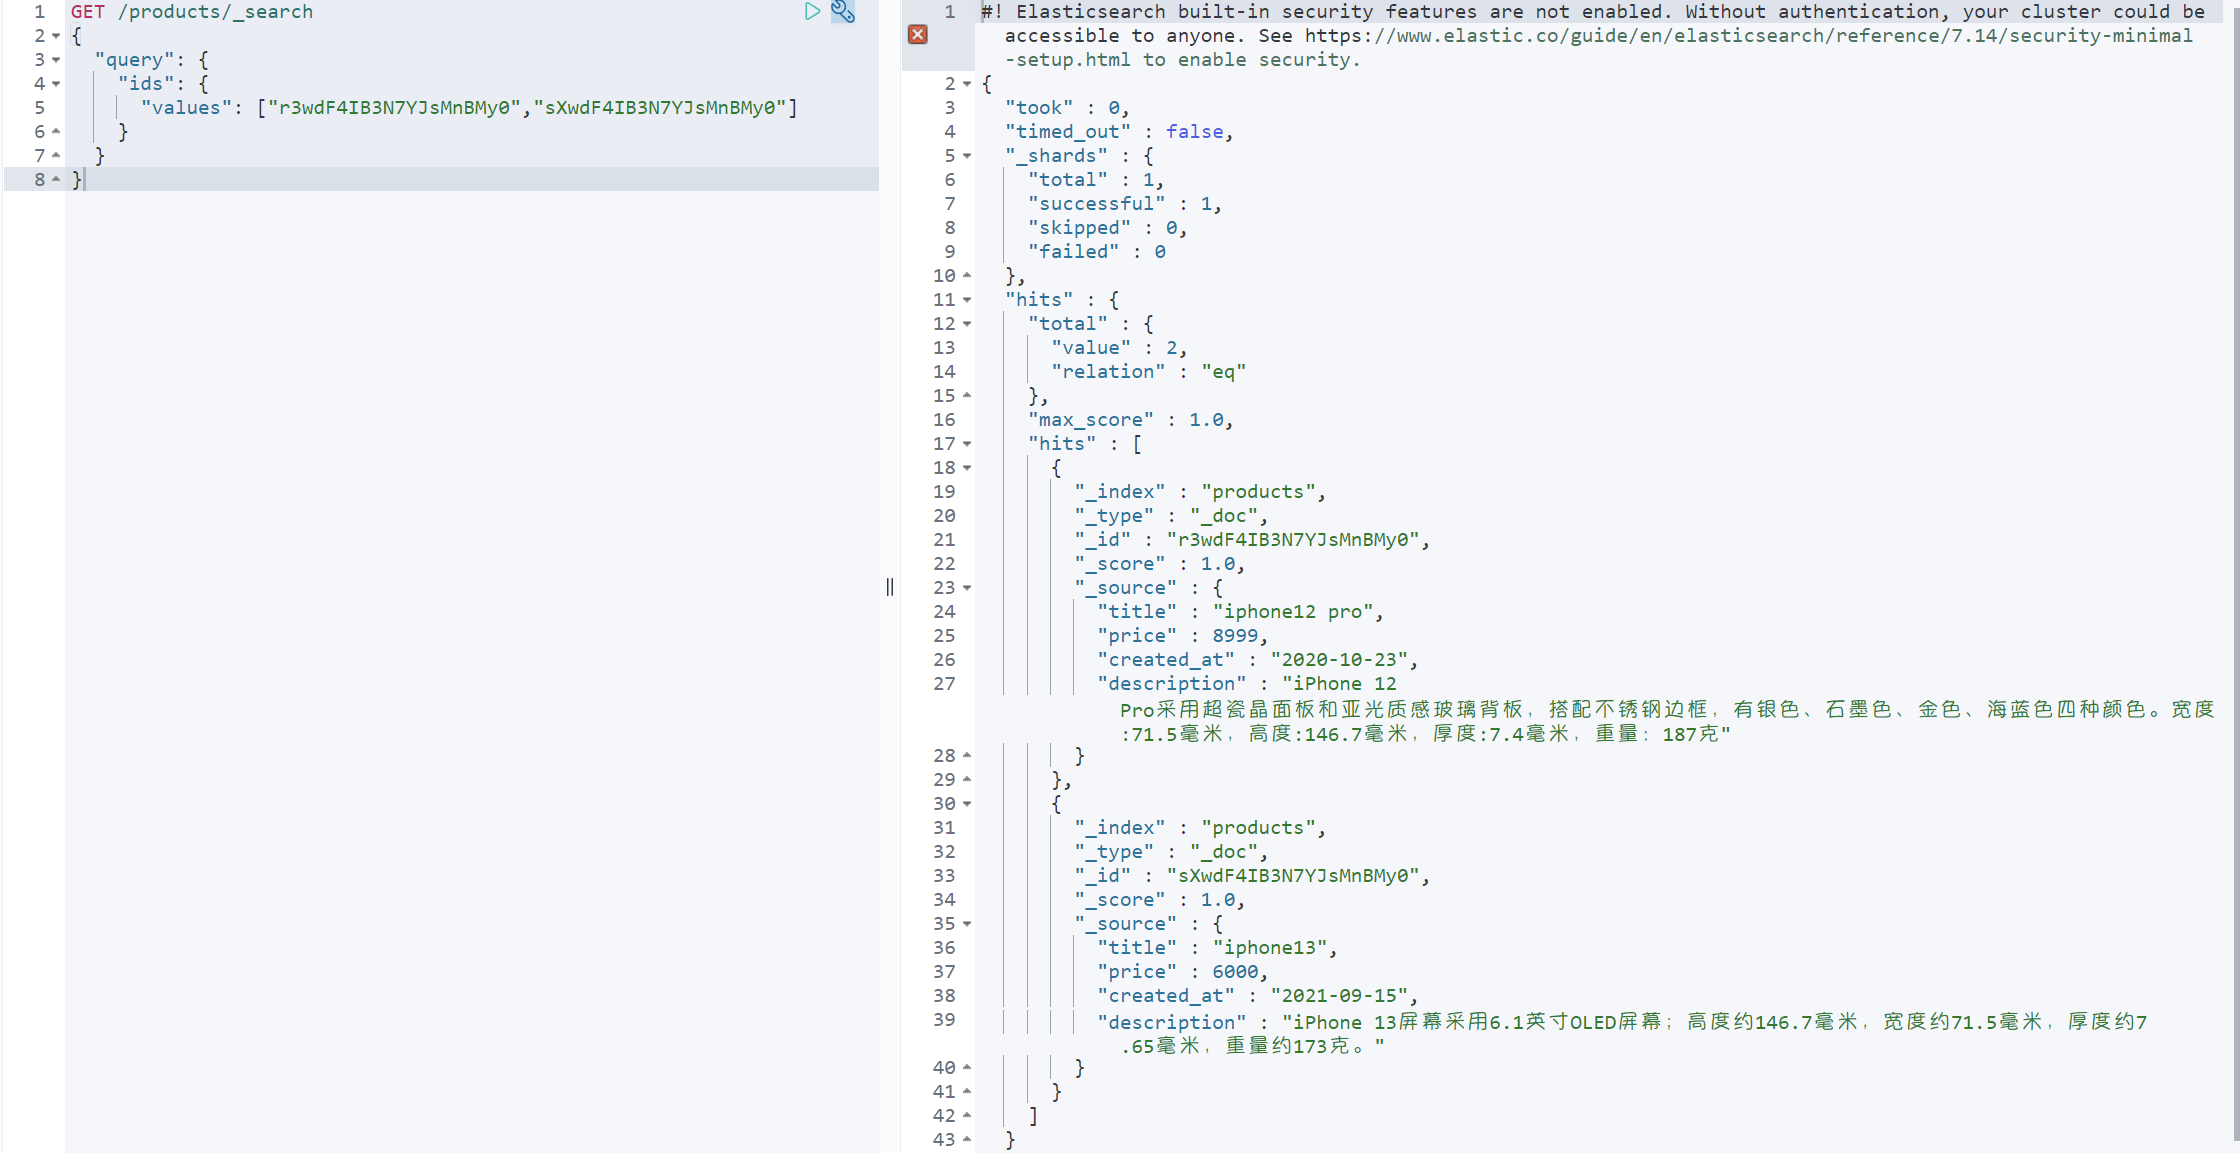 1 GET /products/_search
2 {
3 "query": {
4 "ids": {
5 "values": ["r3wdF4IB3N7YJsMnBMy0","sXwdF4IB3N7YJsMnBMy0"]
6 }
7 }
8 }
1 #! Elasticsearch built-in security features are not enabled. Without authentication, your cluster could be
accessible to anyone. See https://www.elastic.co/guide/en/elasticsearch/reference/7.14/security-minimal
-setup.html to enable security.
2 {
3 "took" : 0,
4 "timed_out" : false,
5 "_shards" : {
6 "total" : 1,
7 "successful" : 1,
8 "skipped" : 0,
9 "failed" : 0
10 },
11 "hits" : {
12 "total" : {
13 "value" : 2,
14 "relation" : "eq"
15 },
16 "max_score" : 1.0,
17 "hits" : [
18 {
19 "_index" : "products",
20 "_type" : "_doc",
21 "_id" : "r3wdF4IB3N7YJsMnBMy0",
22 "_score" : 1.0,
23 "_source" : {
24 "title" : "iphone12 pro",
25 "price" : 8999,
26 "created_at" : "2020-10-23",
27 "description" : "iPhone 12
Pro采用超瓷晶面板和亚光质感玻璃背板，搭配不锈钢边框，有银色、石墨色、金色、海蓝色四种颜色。宽度
:71.5毫米，高度:146.7毫米，厚度:7.4毫米，重量：187克"
28 }
29 },
30 {
31 "_index" : "products",
32 "_type" : "_doc",
33 "_id" : "sXwdF4IB3N7YJsMnBMy0",
34 "_score" : 1.0,
35 "_source" : {
36 "title" : "iphone13",
37 "price" : 6000,
38 "created_at" : "2021-09-15",
39 "description" : "iPhone 13屏幕采用6.1英寸OLED屏幕；高度约146.7毫米，宽度约71.5毫米，厚度约7
.65毫米，重量约173克。"
40 }
41 }
42 ]
43 }